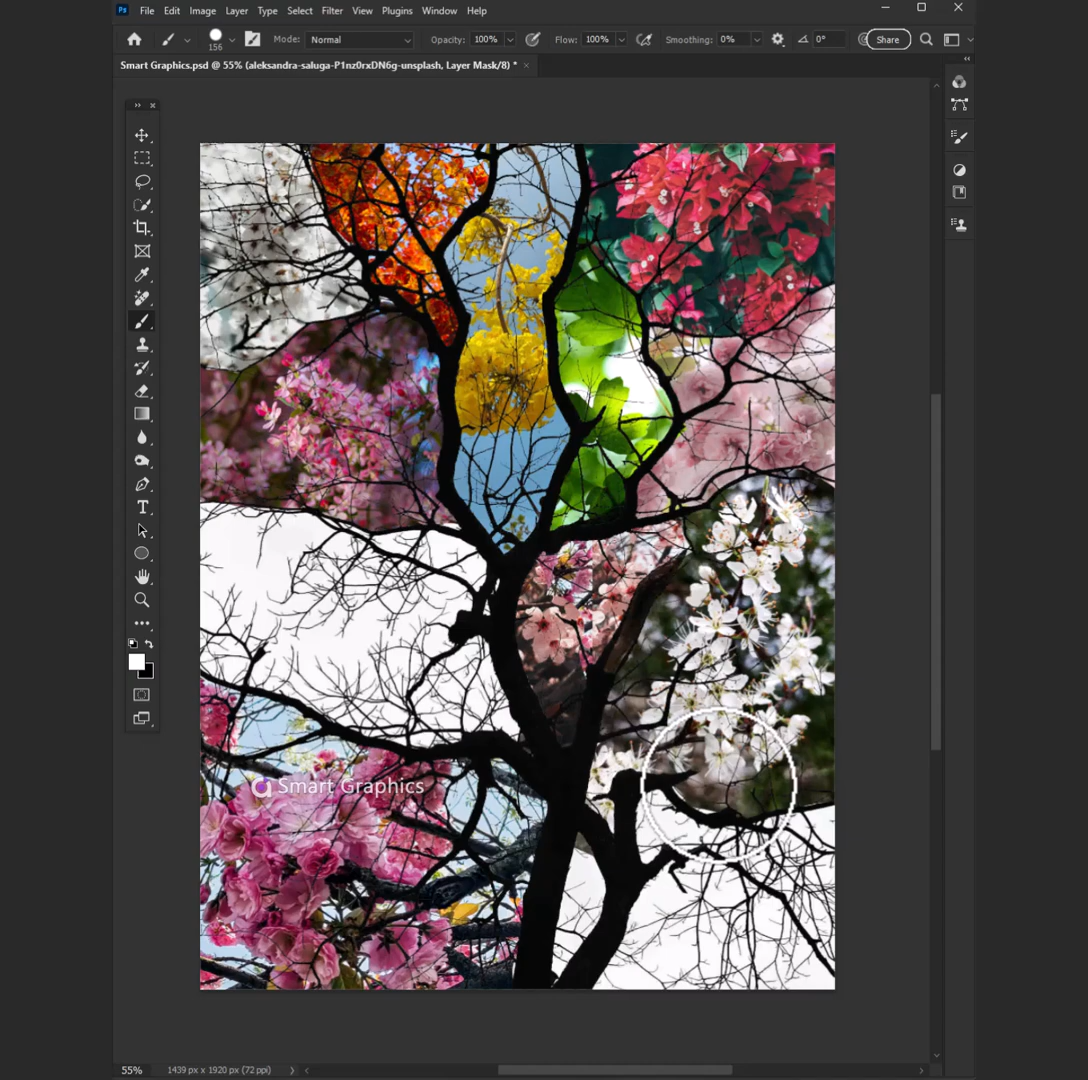 Ps File Edit Image Layer Type Select Filter View Plugins Window Help
156 Mode: Normal Opacity: 100% Flow: 100% Smoothing: 0% 0° Share
Smart Graphics.psd @ 55% (aleksandra-saluga-P1nz0rxDN6g-unsplash, Layer Mask/8) *
Smart Graphics
55% 1439 px x 1920 px (72 ppi)